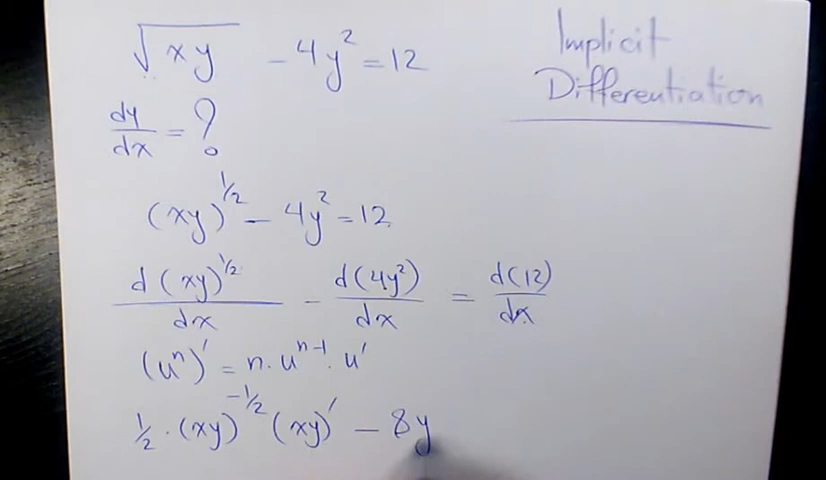 √xy - 4y² = 12
Implicit
Differentiation
dy/dx = ?
(xy)^1/2 - 4y² = 12
d(xy)^1/2/dx - d(4y²)/dx = d(12)/dx
(uⁿ)' = n · uⁿ⁻¹ · u'
1/2 · (xy)^-1/2 (xy)' - 8y